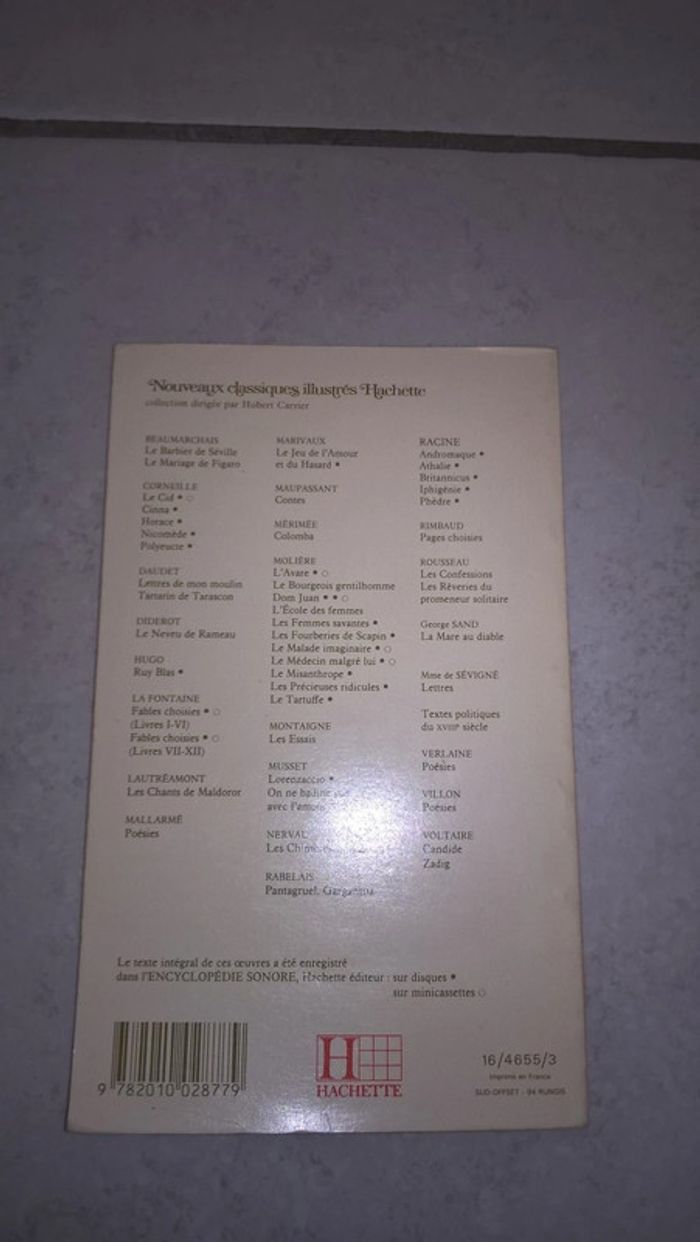 Nouveaux classiques illustrés Hachette
collection dirigée par Hubert Carrier
BEAUMARCHAIS
Le Barbier de Séville
Le Mariage de Figaro
CORNEILLE
Le Cid • ○
Cinna •
Horace •
Nicomède •
Polyeucte •
DAUDET
Lettres de mon moulin
Tartarin de Tarascon
DIDEROT
Le Neveu de Rameau
HUGO
Ruy Blas •
LA FONTAINE
Fables choisies • ○
(Livres I-VI)
Fables choisies • ○
(Livres VII-XII)
LAUTRÉAMONT
Les Chants de Maldoror
MALLARMÉ
Poésies
MARIVAUX
Le Jeu de l'Amour
et du Hasard •
MAUPASSANT
Contes
MÉRIMÉE
Colomba
MOLIÈRE
L'Avare • ○
Le Bourgeois gentilhomme
Dom Juan • • ○
L'École des femmes
Les Femmes savantes •
Les Fourberies de Scapin •
Le Malade imaginaire • ○
Le Médecin malgré lui • ○
Le Misanthrope •
Les Précieuses ridicules •
Le Tartuffe •
MONTAIGNE
Les Essais
MUSSET
Lorenzaccio •
On ne badine
avec l'amour
NERVAL
Les
RABELAIS
Pantagruel, Gargantua
RACINE
Andromaque •
Athalie •
Britannicus •
Iphigénie •
Phèdre •
RIMBAUD
Pages choisies
ROUSSEAU
Les Confessions
Les Rêveries du
promeneur solitaire
George SAND
La Mare au diable
Mme de SÉVIGNÉ
Lettres
Textes politiques
du XVIIIe siècle
VERLAINE
Poésies
VILLON
Poésies
VOLTAIRE
Candide
Zadig
Le texte intégral de ces œuvres a été enregistré
dans l'ENCYCLOPÉDIE SONORE, Hachette éditeur : sur disques •
sur minicassettes ○
9 782010 028779
H
HACHETTE
16/4655/3
Imprimé en France
SUD-OFFSET - 94 RUNGIS